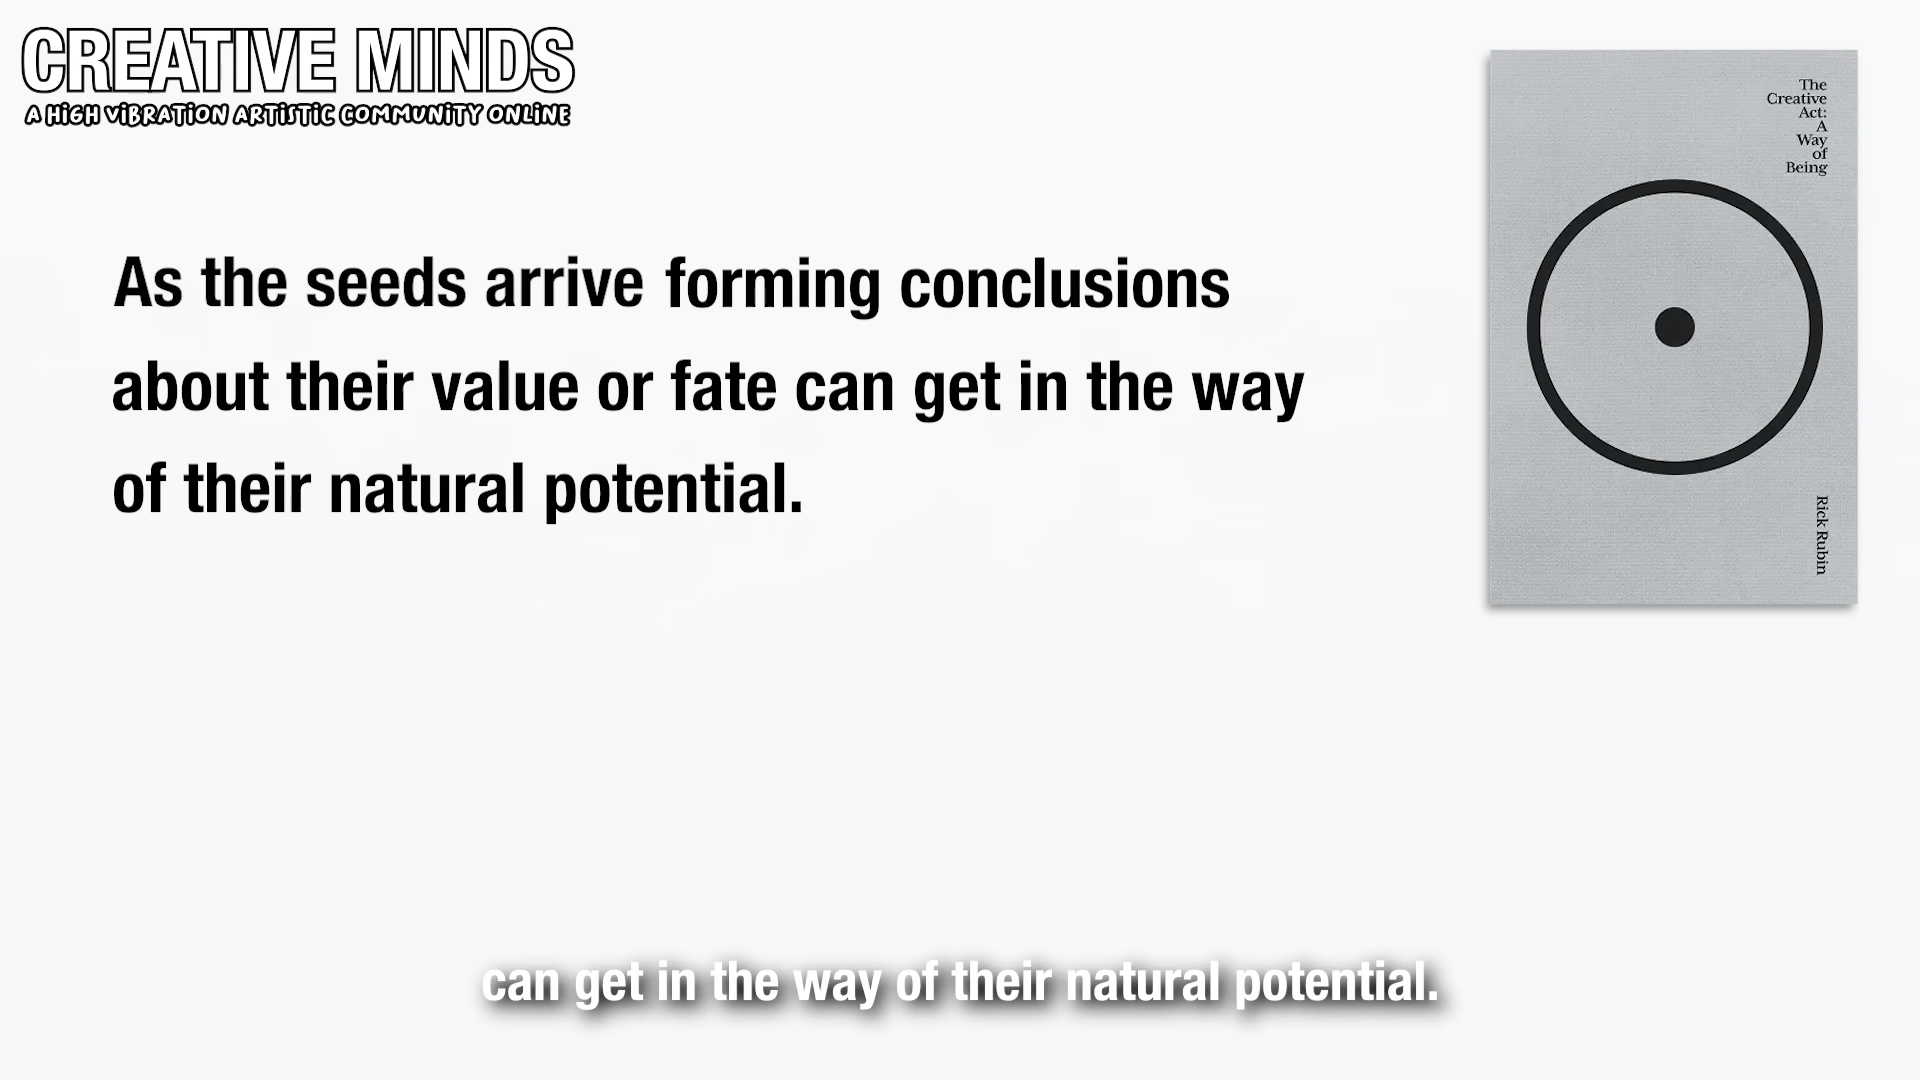 CREATIVE MINDS
A HiGH ViBRATiON ARTiSTiC COMMUNiTY ONLiNE
The
Creative
Act:
A
Way
of
Being
As the seeds arrive forming conclusions
about their value or fate can get in the way
of their natural potential.
Rick Rubin
can get in the way of their natural potential.